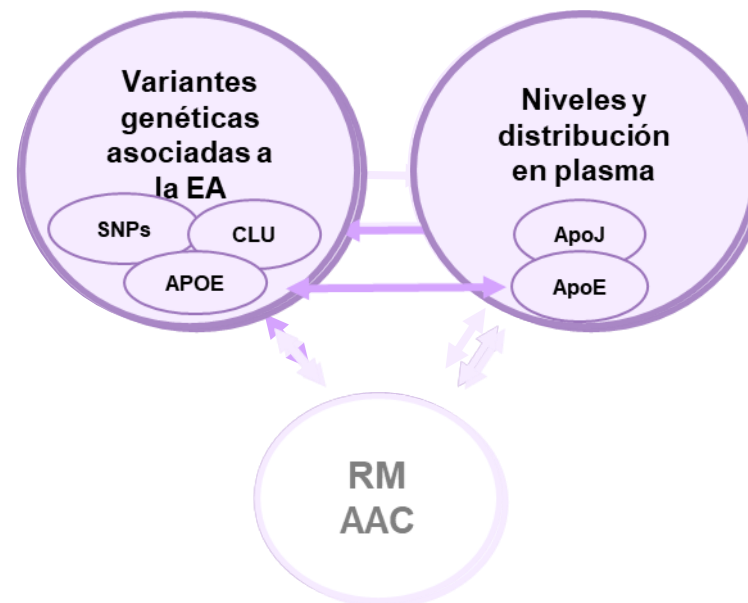 Variantes
genéticas
asociadas a
la EA
SNPs
CLU
APOE
Niveles y
distribución
en plasma
ApoJ
ApoE
RM
AAC